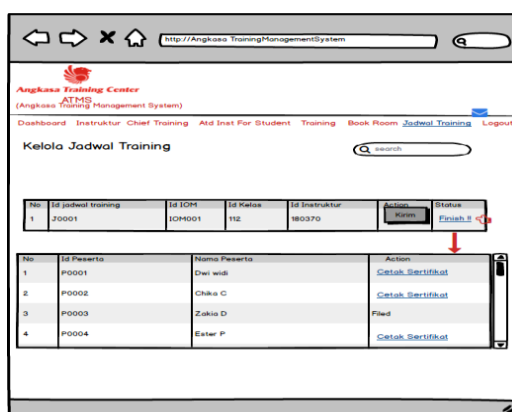 http://Angkasa TrainingManagementSystem
Angkasa Training Center
ATMS
(Angkasa Training Management System)
Dashboard Instruktur Chief Training Atd Inst For Student Training Book Room Jadwal Training Logout
Kelola Jadwal Training
search
No Id jadwal training Id IOM Id Kelas Id Instruktur Action Status
1 J0001 IOM001 112 180370 Kirim Finish !!
No Id Peserta Nama Peserta Action
1 P0001 Dwi widi Cetak Sertifikat
2 P0002 Chika C Cetak Sertifikat
3 P0003 Zakia D Filed
4 P0004 Ester P Cetak Sertifikat